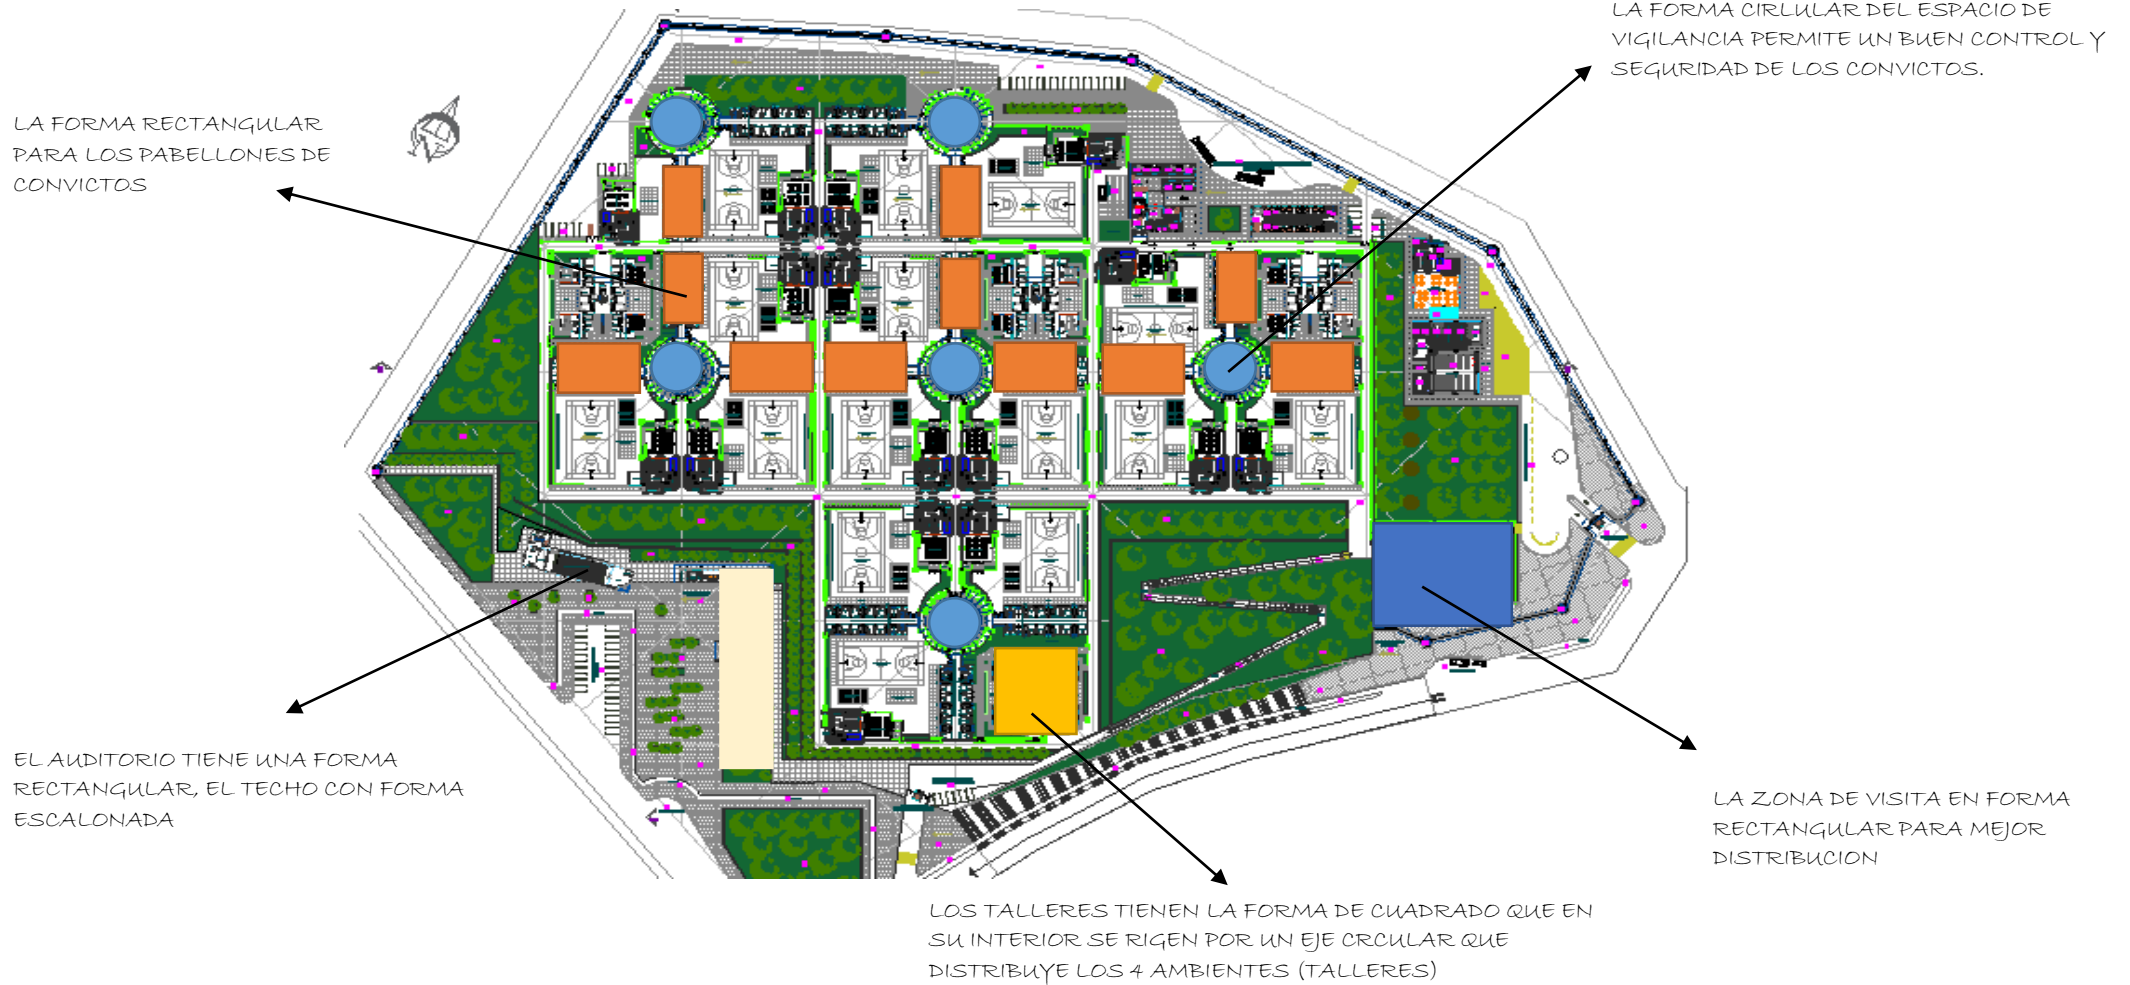 LA FORMA CIRLULAR DEL ESPACIO DE
VIGILANCIA PERMITE UN BUEN CONTROL Y
SEGURIDAD DE LOS CONVICTOS.
LA FORMA RECTANGULAR
PARA LOS PABELLONES DE
CONVICTOS
EL AUDITORIO TIENE UNA FORMA
RECTANGULAR, EL TECHO CON FORMA
ESCALONADA
LA ZONA DE VISITA EN FORMA
RECTANGULAR PARA MEJOR
DISTRIBUCION
LOS TALLERES TIENEN LA FORMA DE CUADRADO QUE EN
SU INTERIOR SE RIGEN POR UN EJE CRCULAR QUE
DISTRIBUYE LOS 4 AMBIENTES (TALLERES)